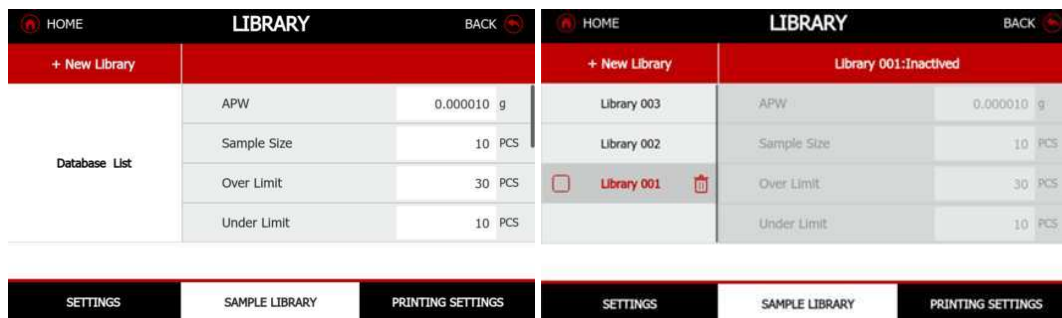 HOME LIBRARY BACK
+ New Library
APW 0.000010 g
Sample Size 10 PCS
Database List
Over Limit 30 PCS
Under Limit 10 PCS
SETTINGS SAMPLE LIBRARY PRINTING SETTINGS
HOME LIBRARY BACK
+ New Library Library 001:Inactived
Library 003 APW 0.000010 g
Library 002 Sample Size 10 PCS
Library 001 Over Limit 30 PCS
Under Limit 10 PCS
SETTINGS SAMPLE LIBRARY PRINTING SETTINGS